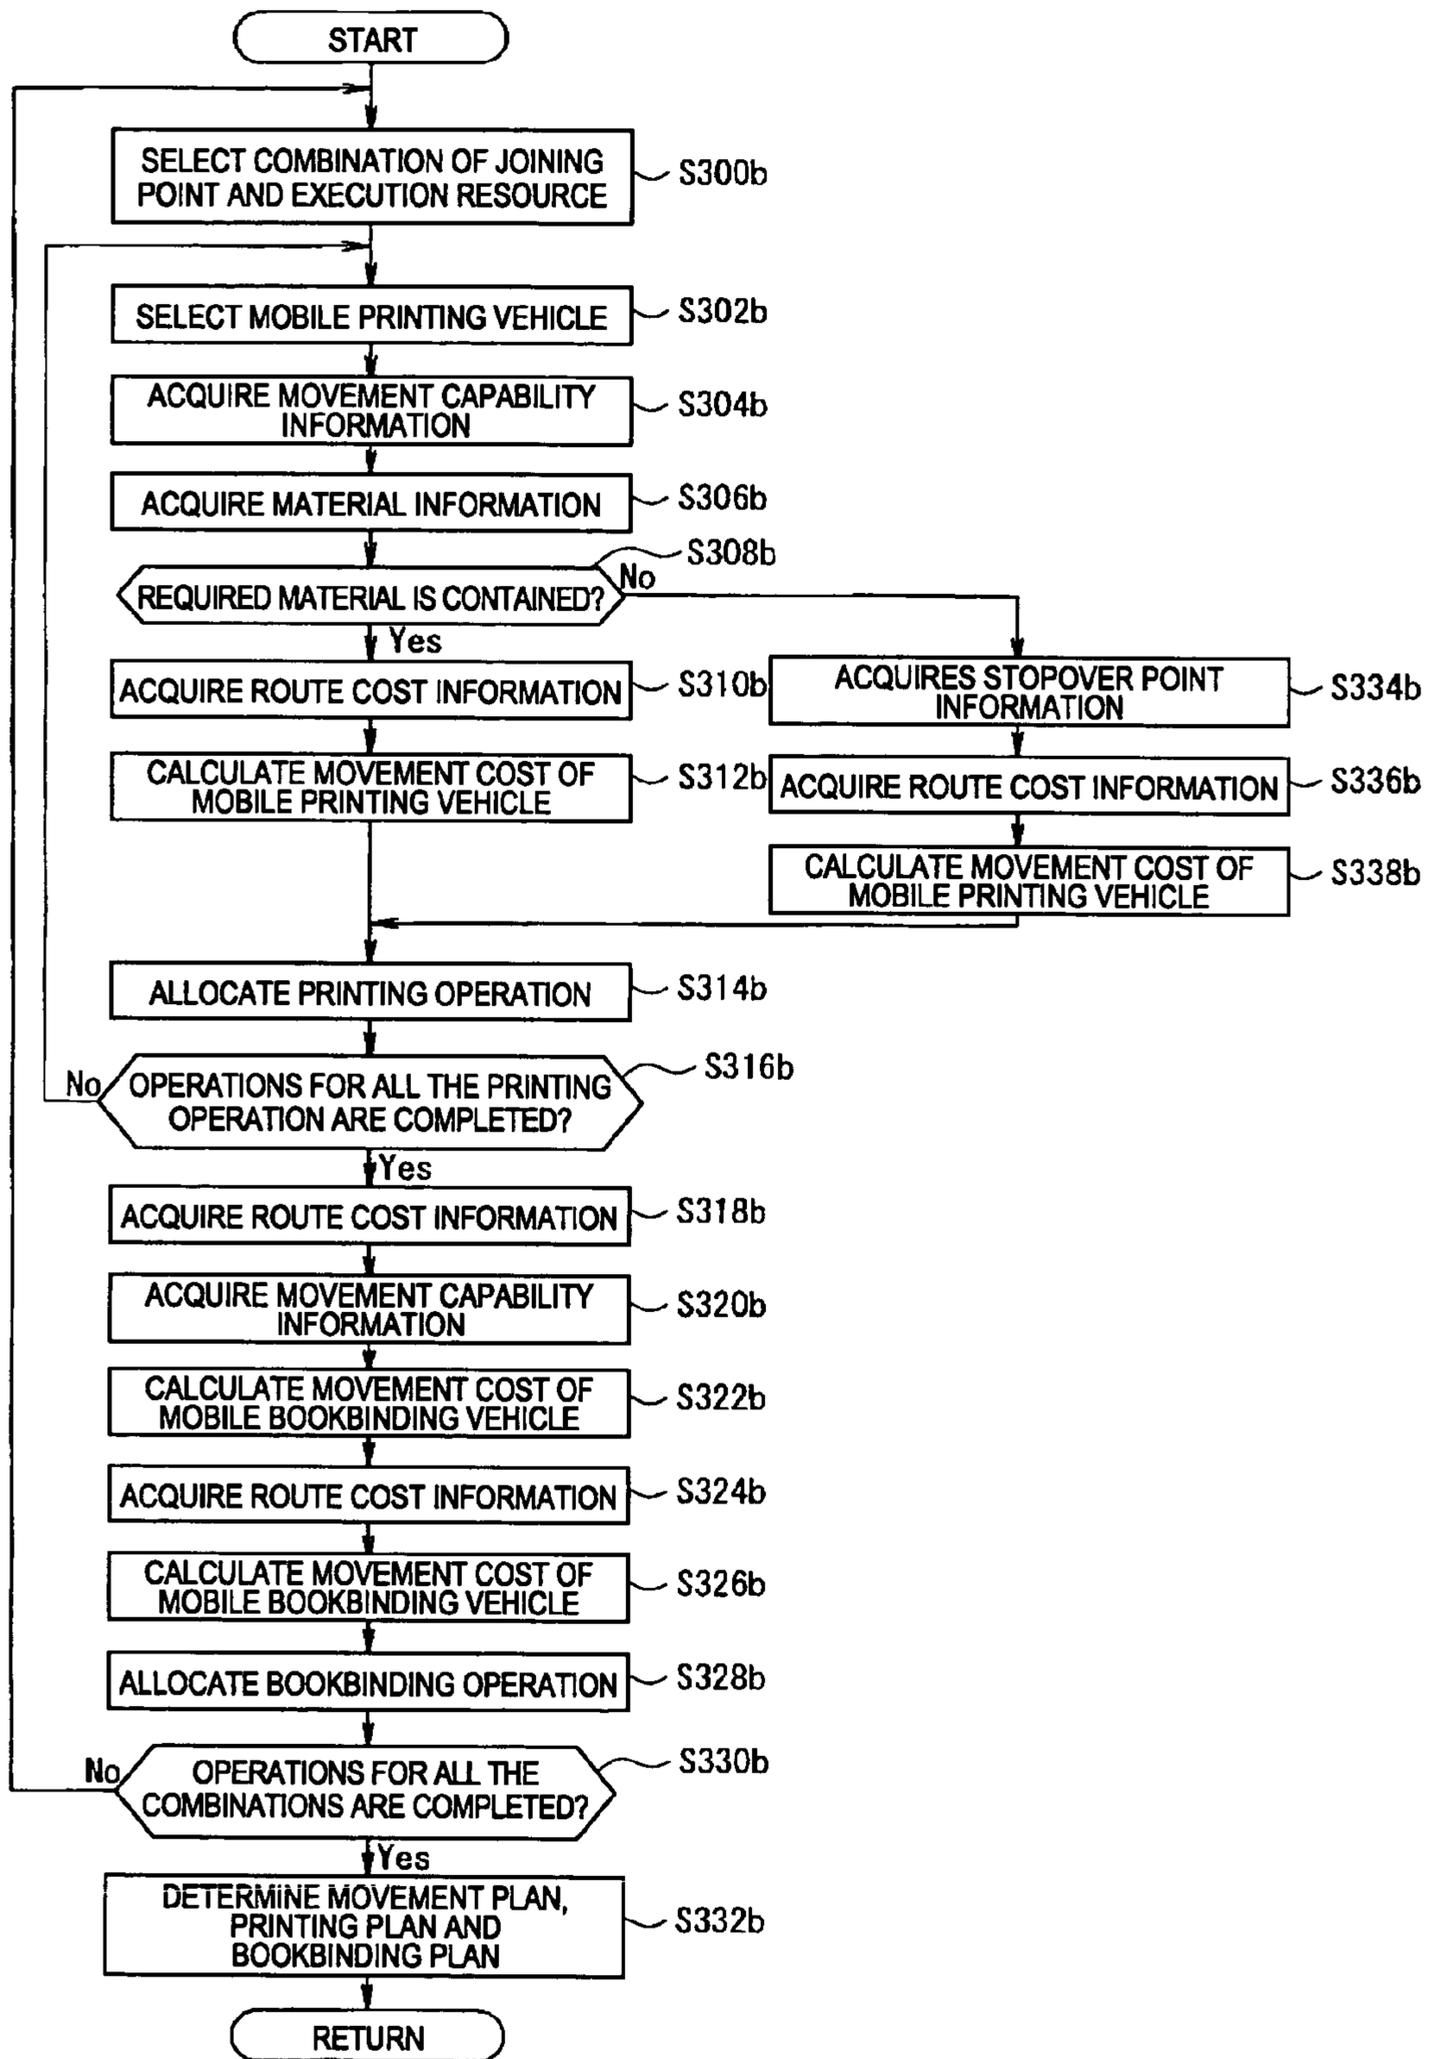 START
SELECT COMBINATION OF JOINING
POINT AND EXECUTION RESOURCE
S300b
SELECT MOBILE PRINTING VEHICLE
S302b
ACQUIRE MOVEMENT CAPABILITY
INFORMATION
S304b
ACQUIRE MATERIAL INFORMATION
S306b
S308b
REQUIRED MATERIAL IS CONTAINED?
No
Yes
ACQUIRE ROUTE COST INFORMATION
S310b
CALCULATE MOVEMENT COST OF
MOBILE PRINTING VEHICLE
S312b
ACQUIRES STOPOVER POINT
INFORMATION
S334b
ACQUIRE ROUTE COST INFORMATION
S336b
CALCULATE MOVEMENT COST OF
MOBILE PRINTING VEHICLE
S338b
ALLOCATE PRINTING OPERATION
S314b
OPERATIONS FOR ALL THE PRINTING
OPERATION ARE COMPLETED?
S316b
No
Yes
ACQUIRE ROUTE COST INFORMATION
S318b
ACQUIRE MOVEMENT CAPABILITY
INFORMATION
S320b
CALCULATE MOVEMENT COST OF
MOBILE BOOKBINDING VEHICLE
S322b
ACQUIRE ROUTE COST INFORMATION
S324b
CALCULATE MOVEMENT COST OF
MOBILE BOOKBINDING VEHICLE
S326b
ALLOCATE BOOKBINDING OPERATION
S328b
OPERATIONS FOR ALL THE
COMBINATIONS ARE COMPLETED?
S330b
No
Yes
DETERMINE MOVEMENT PLAN,
PRINTING PLAN AND
BOOKBINDING PLAN
S332b
RETURN